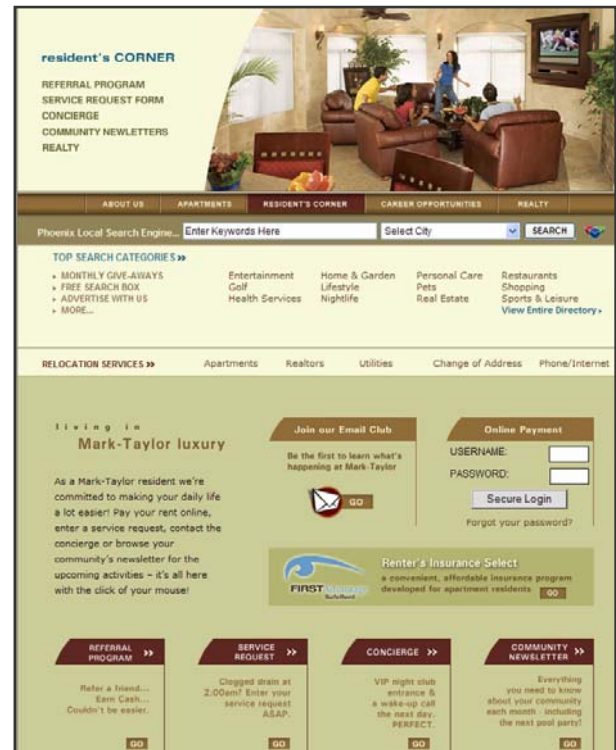 resident's CORNER
REFERRAL PROGRAM
SERVICE REQUEST FORM
CONCIERGE
COMMUNITY NEWLETTERS
REALTY
ABOUT US APARTMENTS RESIDENT'S CORNER CAREER OPPORTUNITIES REALTY
Phoenix Local Search Engine... Enter Keywords Here Select City SEARCH
TOP SEARCH CATEGORIES »
MONTHLY GIVE-AWAYS
FREE SEARCH BOX
ADVERTISE WITH US
MORE...
Entertainment Home & Garden Personal Care Restaurants
Golf Lifestyle Pets Shopping
Health Services Nightlife Real Estate Sports & Leisure
View Entire Directory
RELOCATION SERVICES » Apartments Realtors Utilities Change of Address Phone/Internet
living in
Mark-Taylor luxury
As a Mark-Taylor resident we're
committed to making your daily life
a lot easier! Pay your rent online,
enter a service request, contact the
concierge or browse your
community's newsletter for the
upcoming activities – it's all here
with the click of your mouse!
Join our Email Club
Be the first to learn what's
happening at Mark-Taylor
GO
Online Payment
USERNAME:
PASSWORD:
Secure Login
Forgot your password?
FIRST Advantage
SafeRent
Renter's Insurance Select
a convenient, affordable insurance program
developed for apartment residents GO
REFERRAL
PROGRAM »
Refer a friend...
Earn Cash...
Couldn't be easier.
GO
SERVICE
REQUEST »
Clogged drain at
2:00am? Enter your
service request
ASAP.
GO
CONCIERGE »
VIP night club
entrance &
a wake-up call
the next day.
PERFECT.
GO
COMMUNITY
NEWSLETTER »
Everything
you need to know
about your community
each month - including
the next pool party!
GO